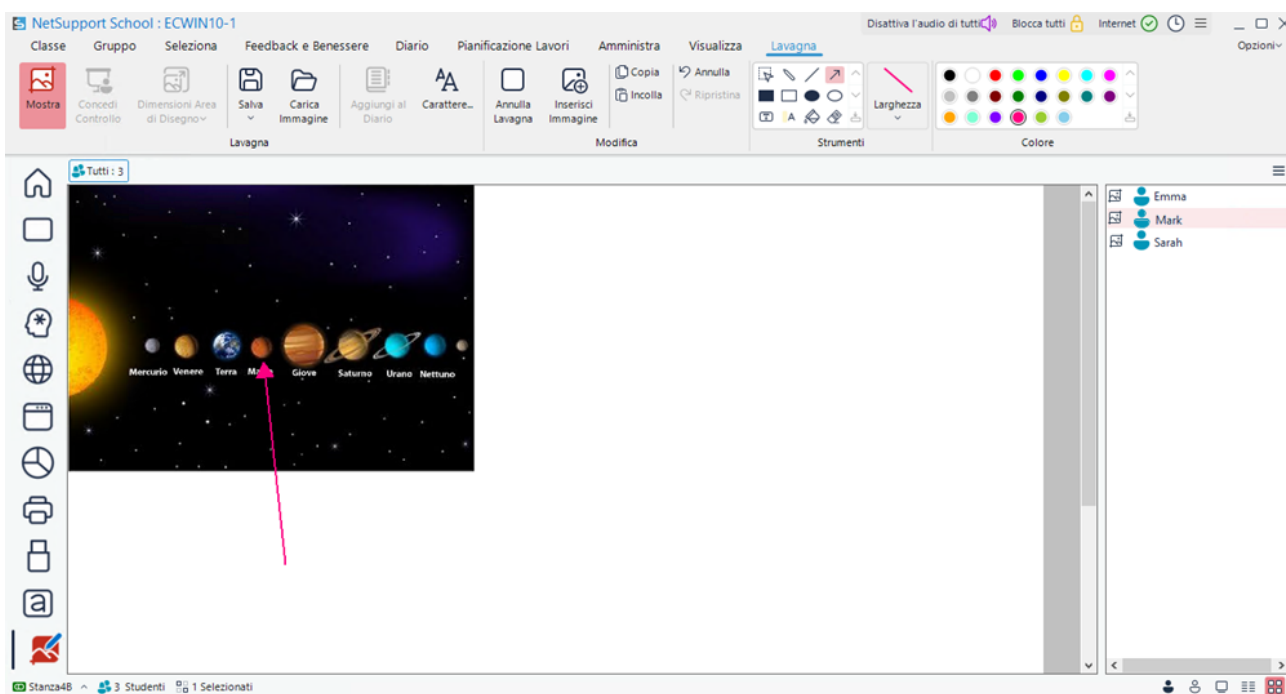 NetSupport School : ECWIN10-1
Disattiva l'audio di tutti
Blocca tutti
Internet
Classe Gruppo Seleziona Feedback e Benessere Diario Pianificazione Lavori Amministra Visualizza Lavagna Opzioni
Mostra
Concedi
Controllo
Dimensioni Area
di Disegno
Salva
Carica
Immagine
Aggiungi al
Diario
Carattere...
Annulla
Lavagna
Inserisci
Immagine
Copia
Incolla
Annulla
Ripristina
Larghezza
Lavagna Modifica Strumenti Colore
Tutti : 3
Emma
Mark
Sarah
Mercurio Venere Terra Giove Saturno Urano Nettuno
Stanza4B 3 Studenti 1 Selezionati